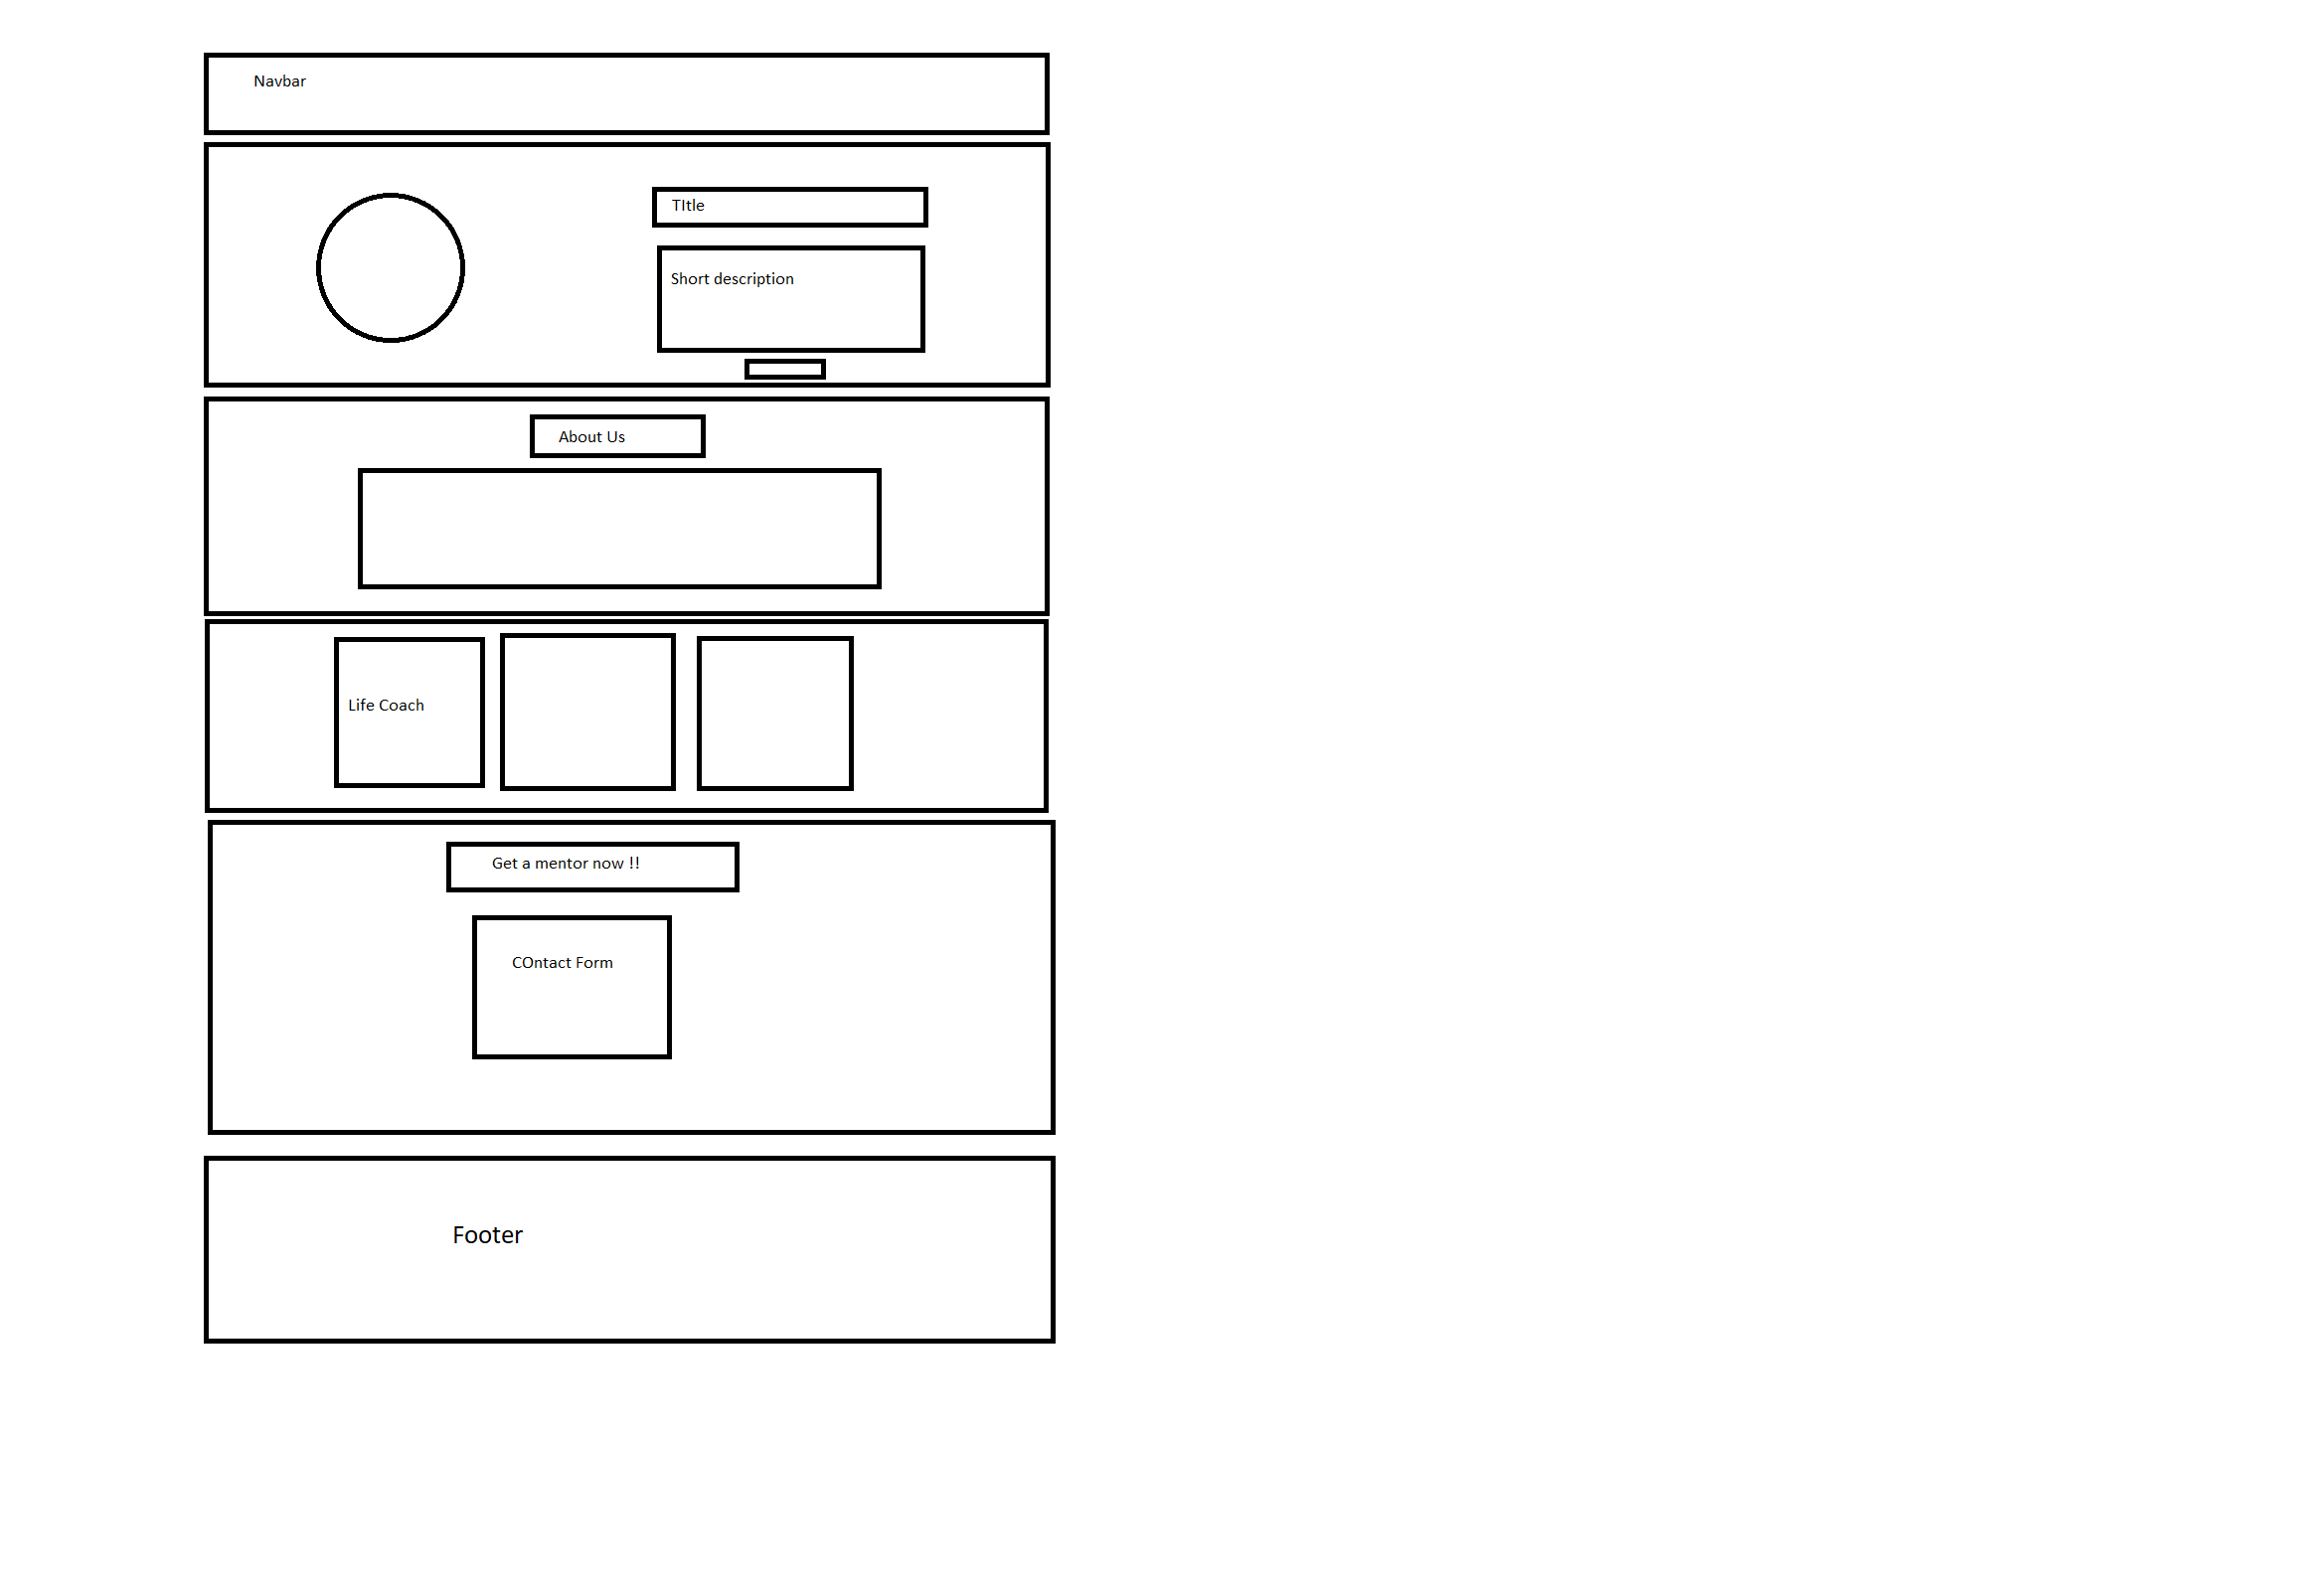 Navbar
TItle
Short description
About Us
Life Coach
Get a mentor now !!
COntact Form
Footer